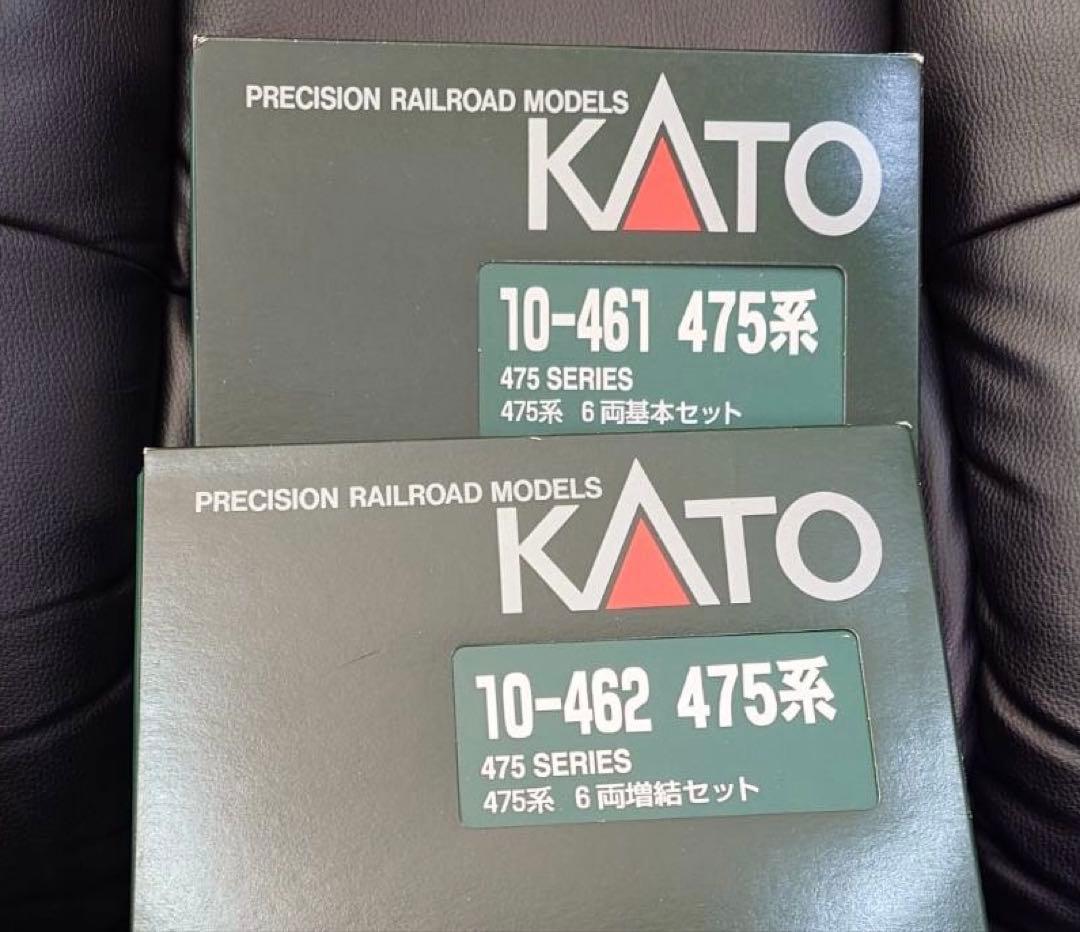 PRECISION RAILROAD MODELS
KATO
10-461 475系
475 SERIES
475系 6両基本セット
PRECISION RAILROAD MODELS
KATO
10-462 475系
475 SERIES
475系 6両増結セット